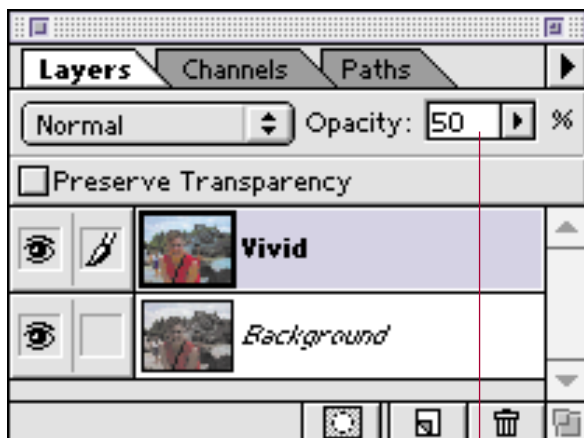 Layers Channels Paths
Normal Opacity: 50 %
Preserve Transparency
Vivid
Background